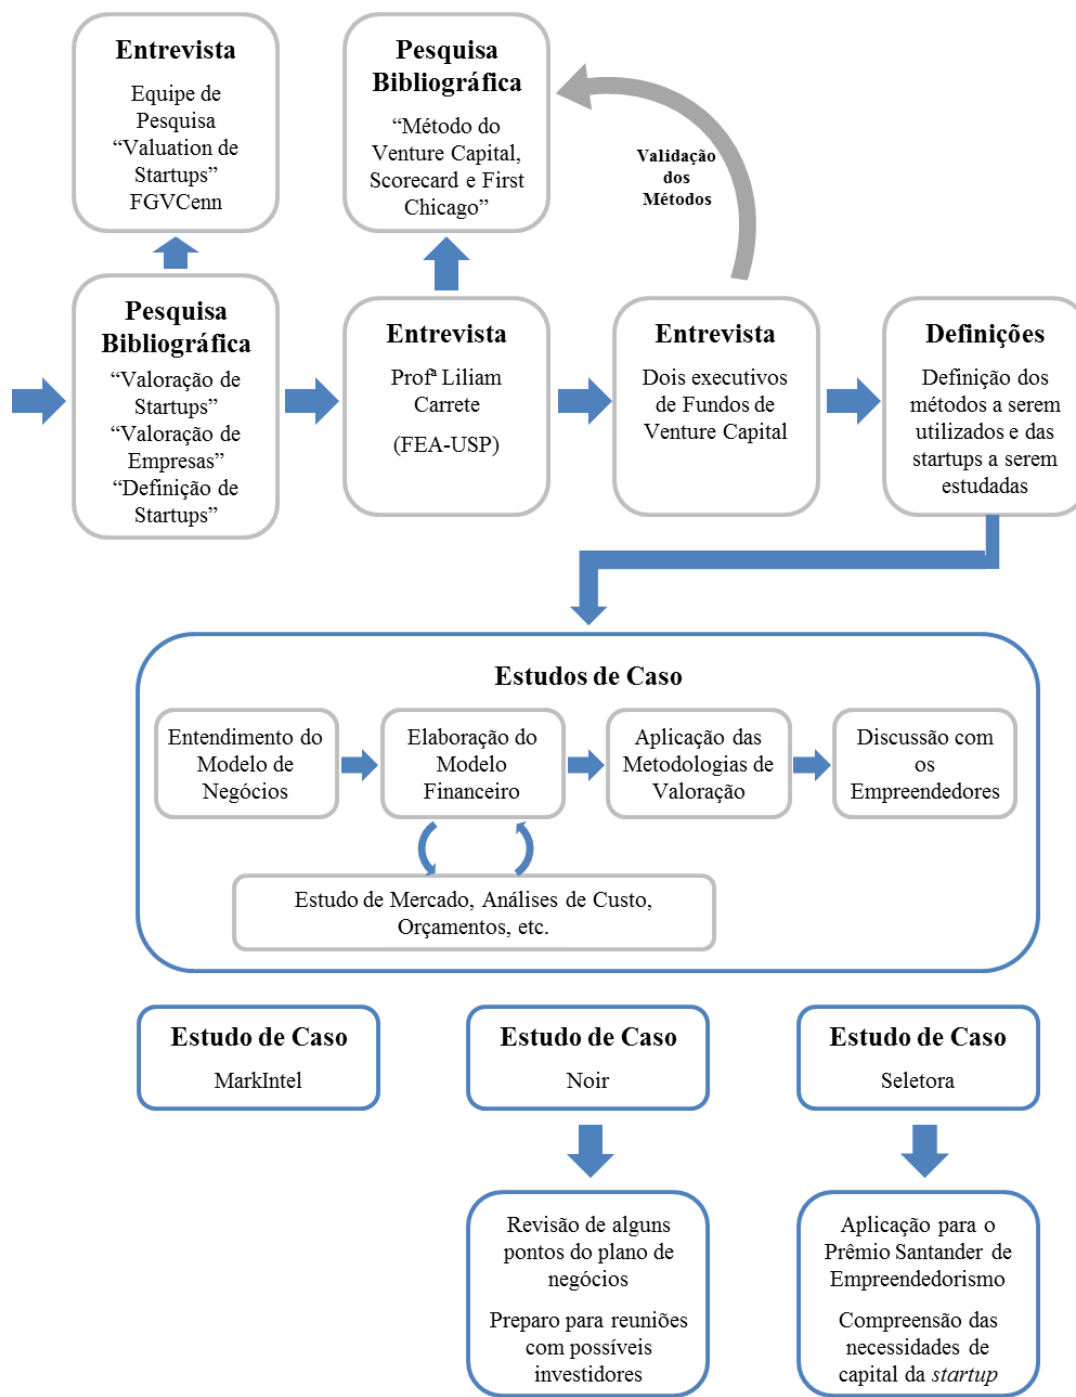 Entrevista
Equipe de
Pesquisa
“Valuation de
Startups”
FGVCenn
Pesquisa
Bibliográfica
“Método do
Venture Capital,
Scorecard e First
Chicago”
Validação
dos
Métodos
Pesquisa
Bibliográfica
“Valoração de
Startups”
“Valoração de
Empresas”
“Definição de
Startups”
Entrevista
Profª Liliam
Carrete
(FEA-USP)
Entrevista
Dois executivos
de Fundos de
Venture Capital
Definições
Definição dos
métodos a serem
utilizados e das
startups a serem
estudadas
Estudos de Caso
Entendimento do
Modelo de
Negócios
Elaboração do
Modelo
Financeiro
Aplicação das
Metodologias de
Valoração
Discussão com
os
Empreendedores
Estudo de Mercado, Análises de Custo,
Orçamentos, etc.
Estudo de Caso
MarkIntel
Estudo de Caso
Noir
Estudo de Caso
Seletora
Revisão de alguns
pontos do plano de
negócios
Preparo para reuniões
com possíveis
investidores
Aplicação para o
Prêmio Santander de
Empreendedorismo
Compreensão das
necessidades de
capital da startup